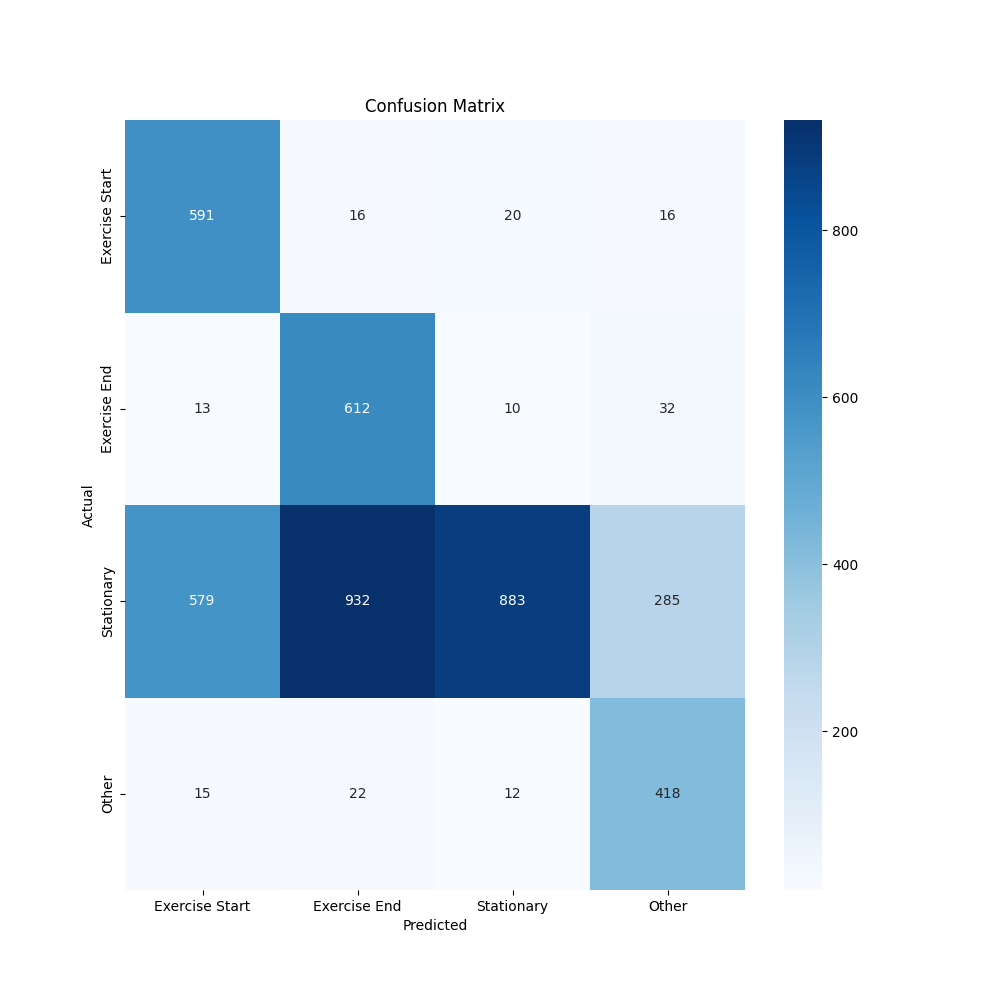 Confusion Matrix
Exercise Start
591 16 20 16
Exercise End
13 612 10 32
Stationary
579 932 883 285
Other
15 22 12 418
Actual
Exercise Start Exercise End Stationary Other
Predicted
800
600
400
200